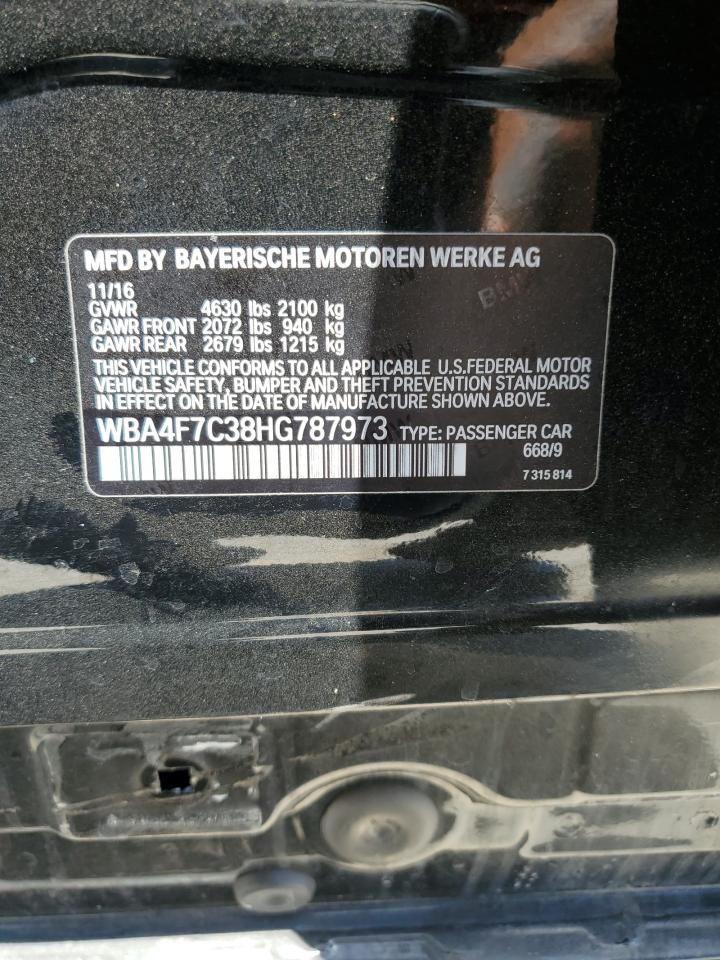 MFD BY BAYERISCHE MOTOREN WERKE AG
11/16
GVWR 4630 lbs 2100 kg
GAWR FRONT 2072 lbs 940 kg
GAWR REAR 2679 lbs 1215 kg
THIS VEHICLE CONFORMS TO ALL APPLICABLE U.S.FEDERAL MOTOR
VEHICLE SAFETY, BUMPER AND THEFT PREVENTION STANDARDS
IN EFFECT ON THE DATE OF MANUFACTURE SHOWN ABOVE.
WBA4F7C38HG787973 TYPE: PASSENGER CAR
668/9
7 315 814